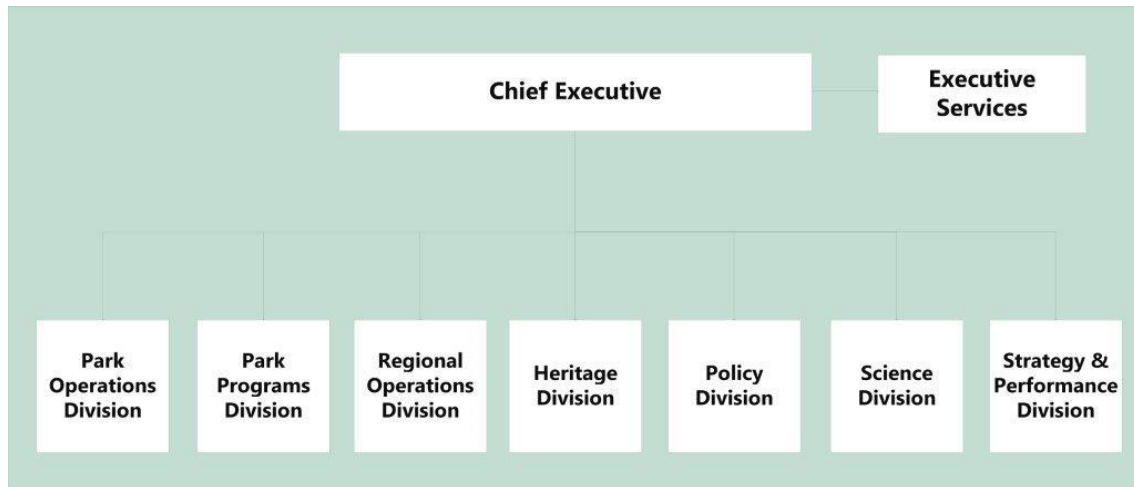 Chief Executive
Executive
Services
Park
Operations
Division
Park
Programs
Division
Regional
Operations
Division
Heritage
Division
Policy
Division
Science
Division
Strategy &
Performance
Division